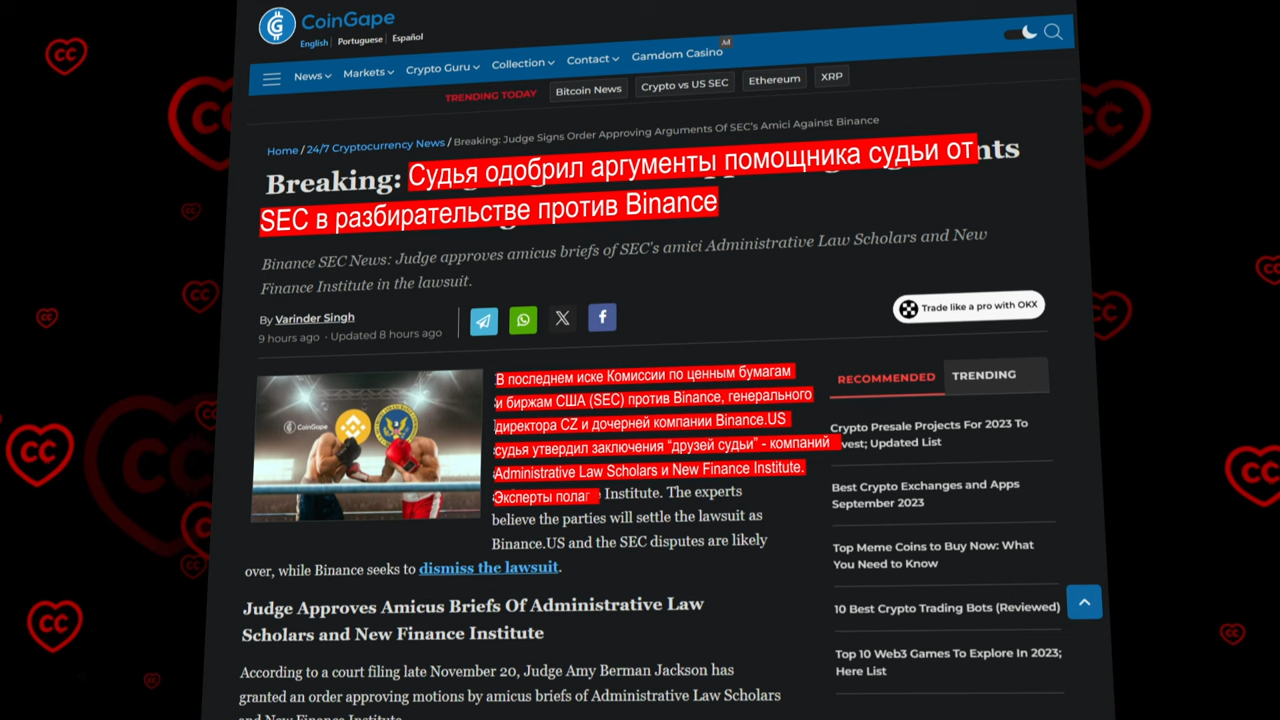 CoinGape
English | Portuguese | Español
News Markets Crypto Guru Collection Contact Gamdom Casino Ad
TRENDING TODAY Bitcoin News Crypto vs US SEC Ethereum XRP
Home / 24/7 Cryptocurrency News / Breaking: Judge Signs Order Approving Arguments Of SEC's Amici Against Binance
Breaking: Судья одобрил аргументы помощника судьи от
SEC в разбирательстве против Binance
Binance SEC News: Judge approves amicus briefs of SEC's amici Administrative Law Scholars and New
Finance Institute in the lawsuit.
By Varinder Singh
9 hours ago · Updated 8 hours ago
Trade like a pro with OKX
CoinGape
В последнем иске Комиссии по ценным бумагам
и биржам США (SEC) против Binance, генерального
директора CZ и дочерней компании Binance.US
судья утвердил заключения “друзей судьи” - компаний
Administrative Law Scholars и New Finance Institute.
Эксперты полаг Institute. The experts
believe the parties will settle the lawsuit as
Binance.US and the SEC disputes are likely
over, while Binance seeks to dismiss the lawsuit.
Judge Approves Amicus Briefs Of Administrative Law
Scholars and New Finance Institute
According to a court filing late November 20, Judge Amy Berman Jackson has
granted an order approving motions by amicus briefs of Administrative Law Scholars
and New Finance Institute.
RECOMMENDED TRENDING
Crypto Presale Projects For 2023 To
Updated List
Best Crypto Exchanges and Apps
September 2023
Top Meme Coins to Buy Now: What
You Need to Know
10 Best Crypto Trading Bots (Reviewed)
Top 10 Web3 Games To Explore In 2023;
Here List